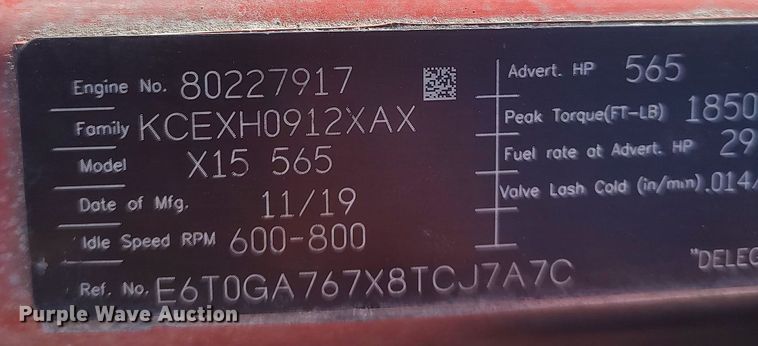 Engine No. 80227917
Family KCEXH0912XAX
Model X15 565
Date of Mfg. 11/19
Idle Speed RPM 600-800
Ref. No. E6T0GA767X8TCJ7A7C
Advert. HP 565
Peak Torque(FT-LB) 1850
Fuel rate at Advert. HP 29
Valve Lash Cold (in/mm) .014/
"DELEG
Purple Wave Auction